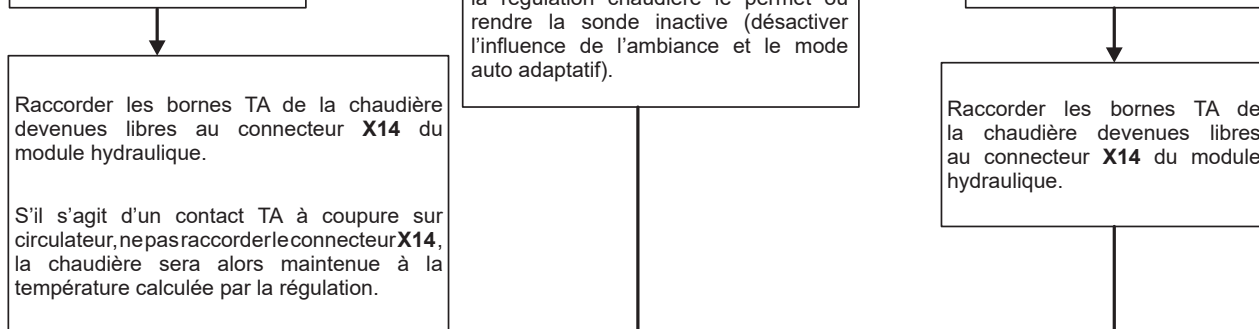 la régulation chaudière le permet ou
rendre la sonde inactive (désactiver
l'influence de l'ambiance et le mode
auto adaptatif).
Raccorder les bornes TA de la chaudière
devenues libres au connecteur X14 du
module hydraulique.
S'il s'agit d'un contact TA à coupure sur
circulateur, ne pas raccorder le connecteur X14,
la chaudière sera alors maintenue à la
température calculée par la régulation.
Raccorder les bornes TA de
la chaudière devenues libres
au connecteur X14 du module
hydraulique.